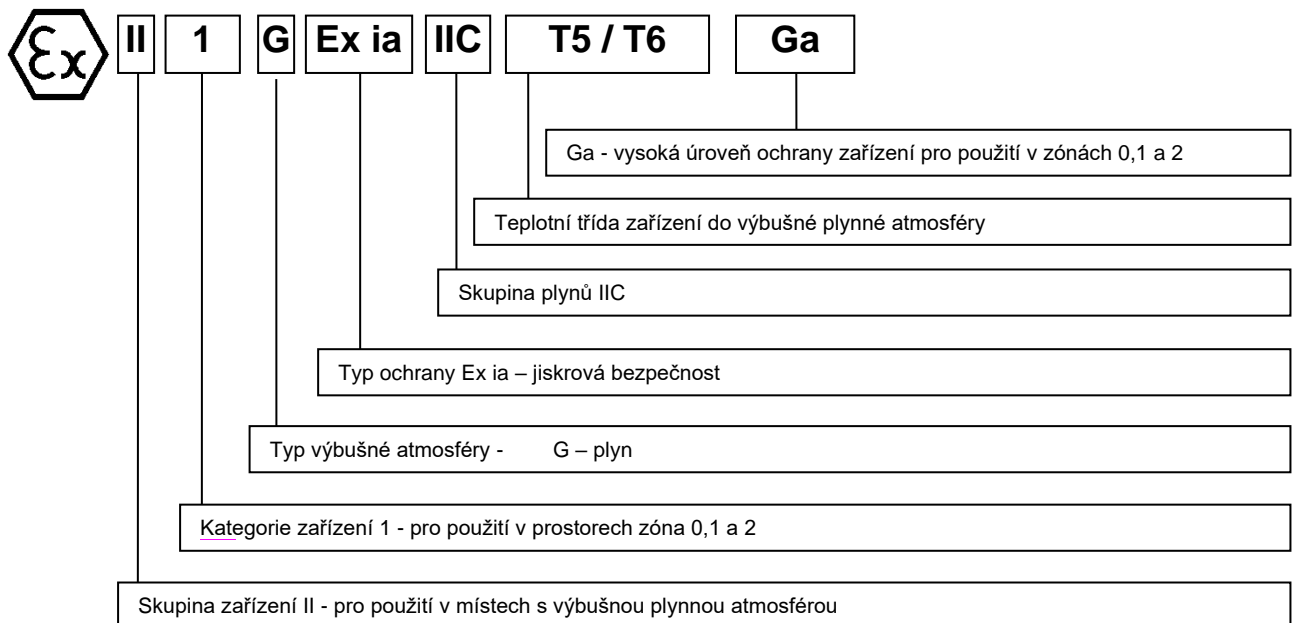 Ex II 1 G Ex ia IIC T5 / T6 Ga
Ga - vysoká úroveň ochrany zařízení pro použití v zónách 0,1 a 2
Teplotní třída zařízení do výbušné plynné atmosféry
Skupina plynů IIC
Typ ochrany Ex ia – jiskrová bezpečnost
Typ výbušné atmosféry - G – plyn
Kategorie zařízení 1 - pro použití v prostorech zóna 0,1 a 2
Skupina zařízení II - pro použití v místech s výbušnou plynnou atmosférou